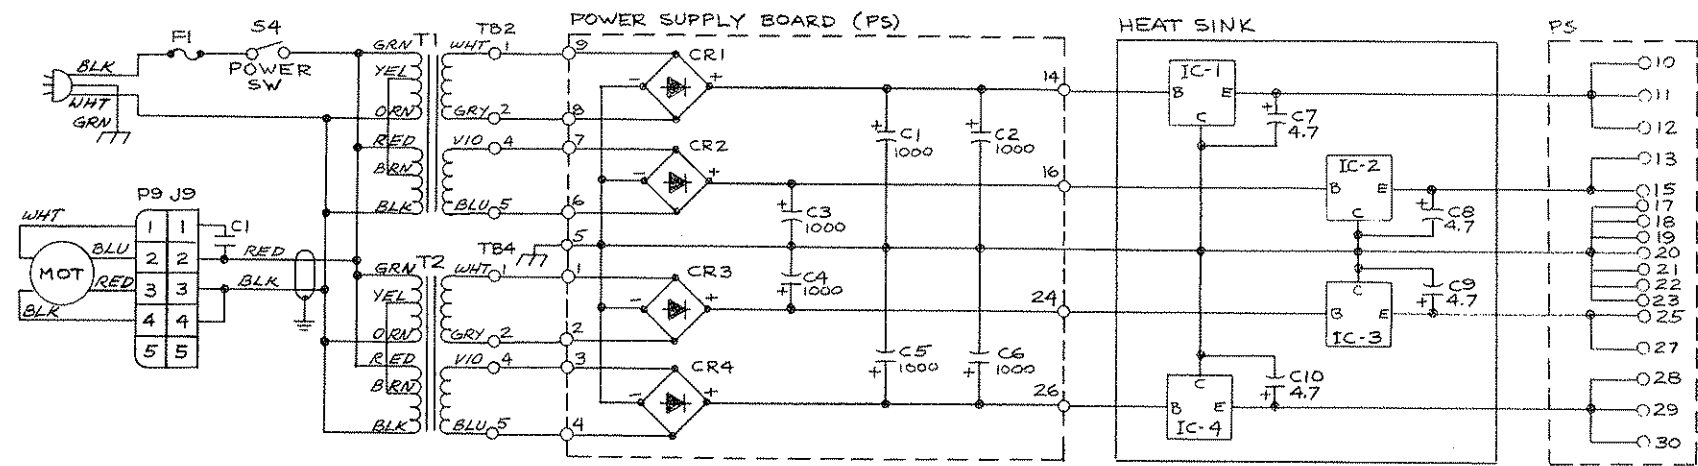 POWER SUPPLY BOARD (PS)
HEAT SINK
PS
F1
S4
POWER
SW
BLK
WHT
GRN
T1
GRN
YEL
ORN
RED
BRN
BLK
TB2
WHT 1
GRY 2
VIO 4
BLU 5
9
8
7
6
5
CR1
- +
CR2
- +
14
16
C1
1000
+
C2
1000
+
C3
1000
+
C4
1000
+
IC-1
B E
C
C7
4.7
+
IC-2
B E
C
C8
4.7
+
10
11
12
13
15
17
18
19
20
21
22
23
25
27
28
29
30
P9 J9
1 1
2 2
3 3
4 4
5 5
WHT
BLU
MOT
RED
BLK
C1
RED
BLK
T2
GRN
YEL
ORN
RED
BRN
BLK
TB4
WHT 1
GRY 2
VIO 4
BLU 5
1
2
3
4
CR3
- +
CR4
- +
24
26
C5
1000
+
C6
1000
+
C
B E
IC-3
C9
4.7
+
C
B E
IC-4
C10
4.7
+